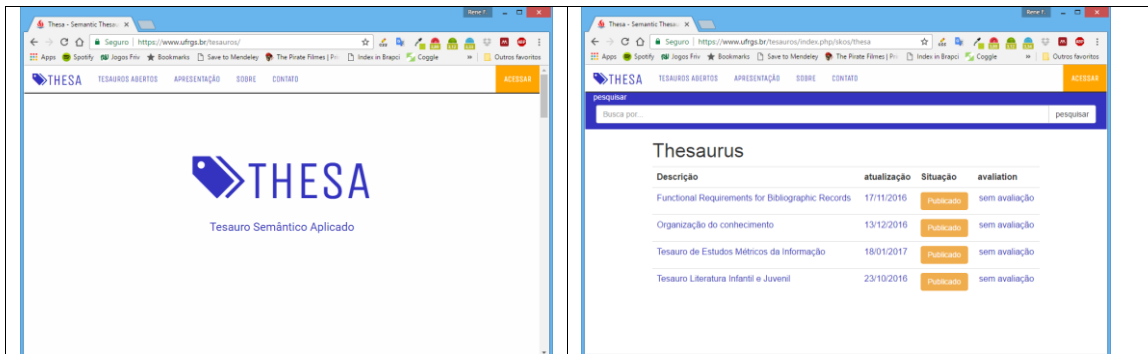 Rene F.
Thesa - Semantic Thesau
Seguro | https://www.ufrgs.br/tesauros/
Apps Spotify Jogos Friv Bookmarks Save to Mendeley The Pirate Filmes | Index in Brapci Coggle » Outros favoritos
THESA TESAUROS ABERTOS APRESENTAÇÃO SOBRE CONTATO ACESSAR
THESA
Tesauro Semântico Aplicado
Rene F.
Thesa - Semantic Thesau
Seguro | https://www.ufrgs.br/tesauros/index.php/skos/thesa
Apps Spotify Jogos Friv Bookmarks Save to Mendeley The Pirate Filmes | Index in Brapci Coggle » Outros favoritos
THESA TESAUROS ABERTOS APRESENTAÇÃO SOBRE CONTATO ACESSAR
pesquisar
Busca por... pesquisar
Thesaurus
Descrição atualização Situação avaliation
Functional Requirements for Bibliographic Records 17/11/2016 Publicado sem avaliação
Organização do conhecimento 13/12/2016 Publicado sem avaliação
Tesauro de Estudos Métricos da Informação 18/01/2017 Publicado sem avaliação
Tesauro Literatura Infantil e Juvenil 23/10/2016 Publicado sem avaliação